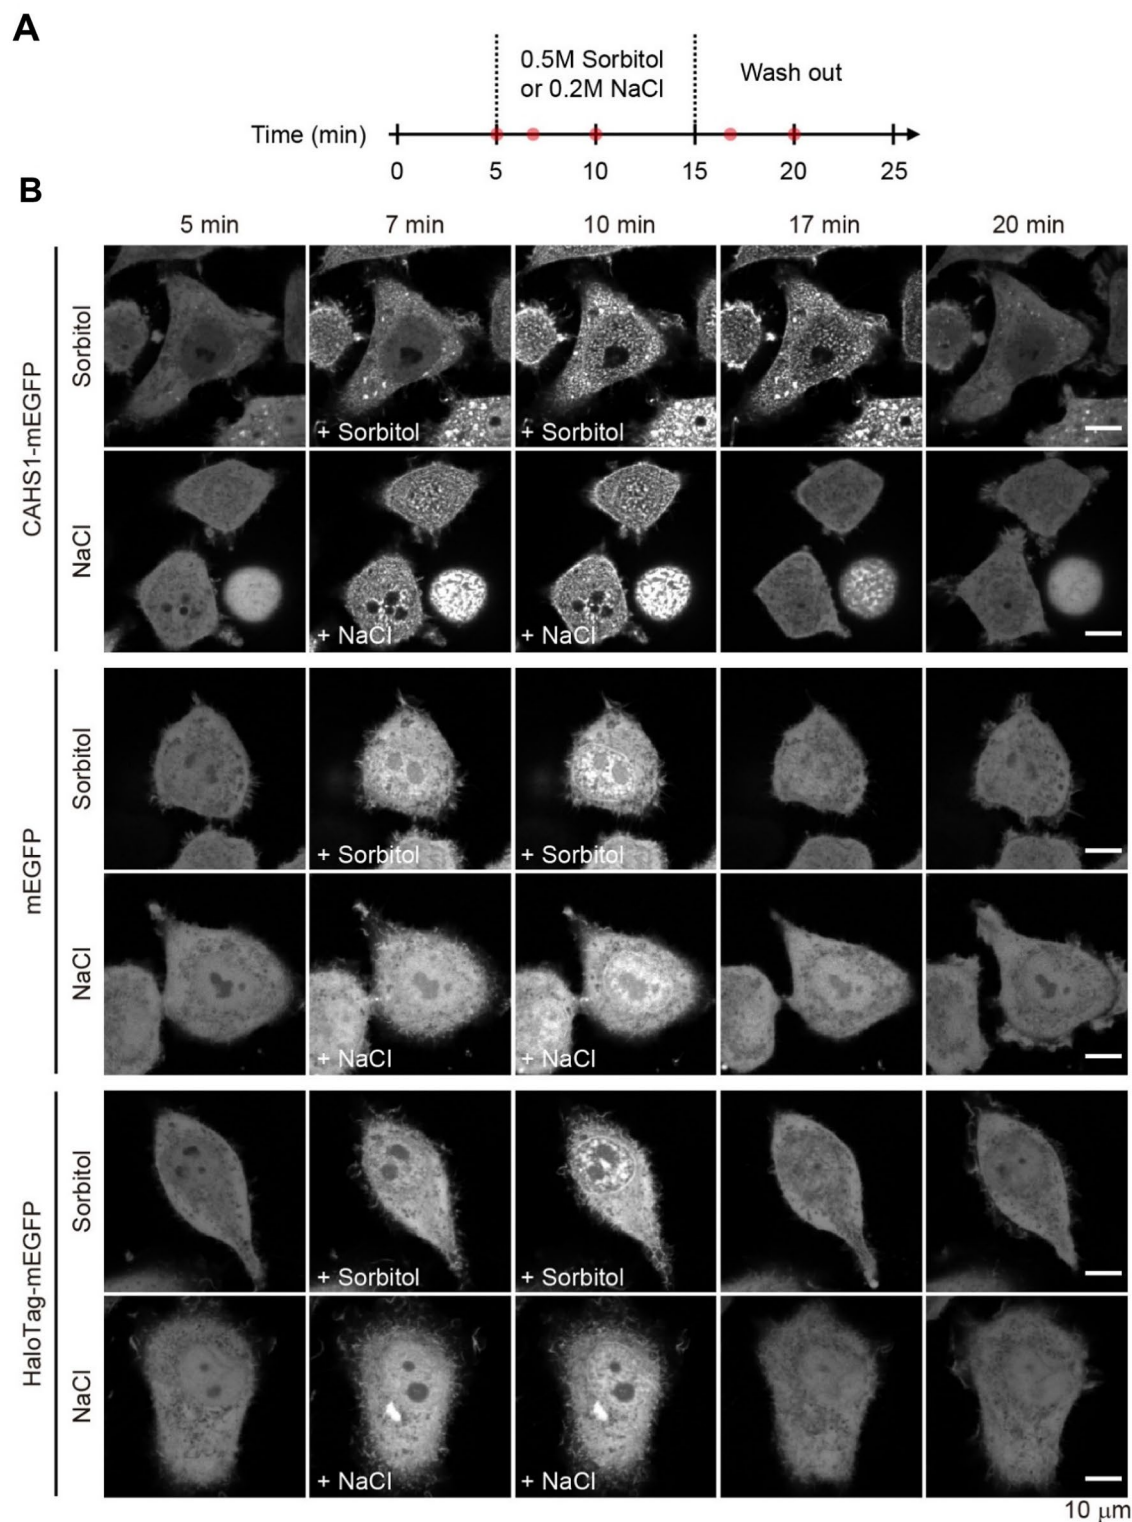 A
0.5M Sorbitol
or 0.2M NaCl
Wash out
Time (min)
0 5 10 15 20 25
B
5 min 7 min 10 min 17 min 20 min
CAHS1-mEGFP
Sorbitol
+ Sorbitol + Sorbitol
NaCl
+ NaCl + NaCl
mEGFP
Sorbitol
+ Sorbitol + Sorbitol
NaCl
+ NaCl + NaCl
HaloTag-mEGFP
Sorbitol
+ Sorbitol + Sorbitol
NaCl
+ NaCl + NaCl
10 μm